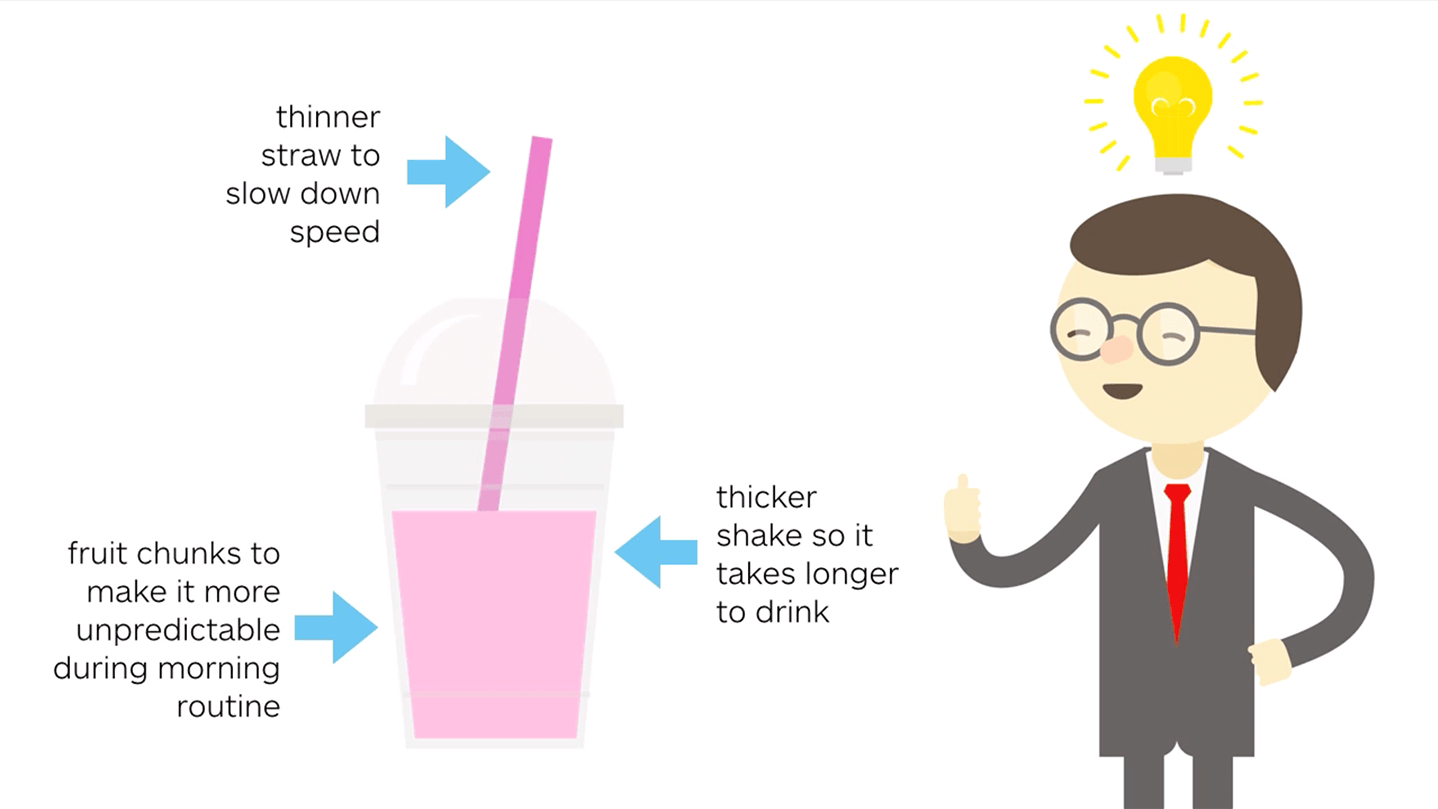 thinner
straw to
slow down
speed
fruit chunks to
make it more
unpredictable
during morning
routine
thicker
shake so it
takes longer
to drink